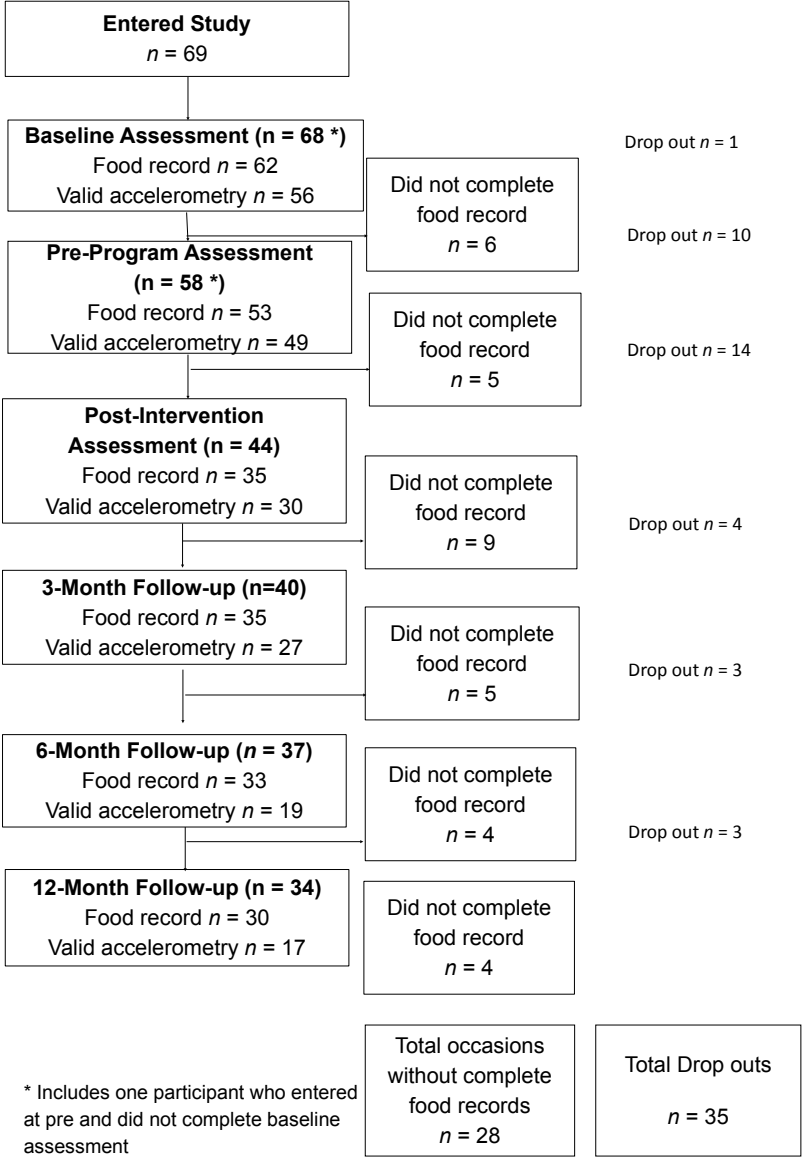 Entered Study
n = 69
Baseline Assessment (n = 68 *)
Food record n = 62
Valid accelerometry n = 56
Drop out n = 1
Did not complete
food record
n = 6
Drop out n = 10
Pre-Program Assessment
(n = 58 *)
Food record n = 53
Valid accelerometry n = 49
Did not complete
food record
n = 5
Drop out n = 14
Post-Intervention
Assessment (n = 44)
Food record n = 35
Valid accelerometry n = 30
Did not complete
food record
n = 9
Drop out n = 4
3-Month Follow-up (n=40)
Food record n = 35
Valid accelerometry n = 27
Did not complete
food record
n = 5
Drop out n = 3
6-Month Follow-up (n = 37)
Food record n = 33
Valid accelerometry n = 19
Did not complete
food record
n = 4
Drop out n = 3
12-Month Follow-up (n = 34)
Food record n = 30
Valid accelerometry n = 17
Did not complete
food record
n = 4
* Includes one participant who entered
at pre and did not complete baseline
assessment
Total occasions
without complete
food records
n = 28
Total Drop outs
n = 35